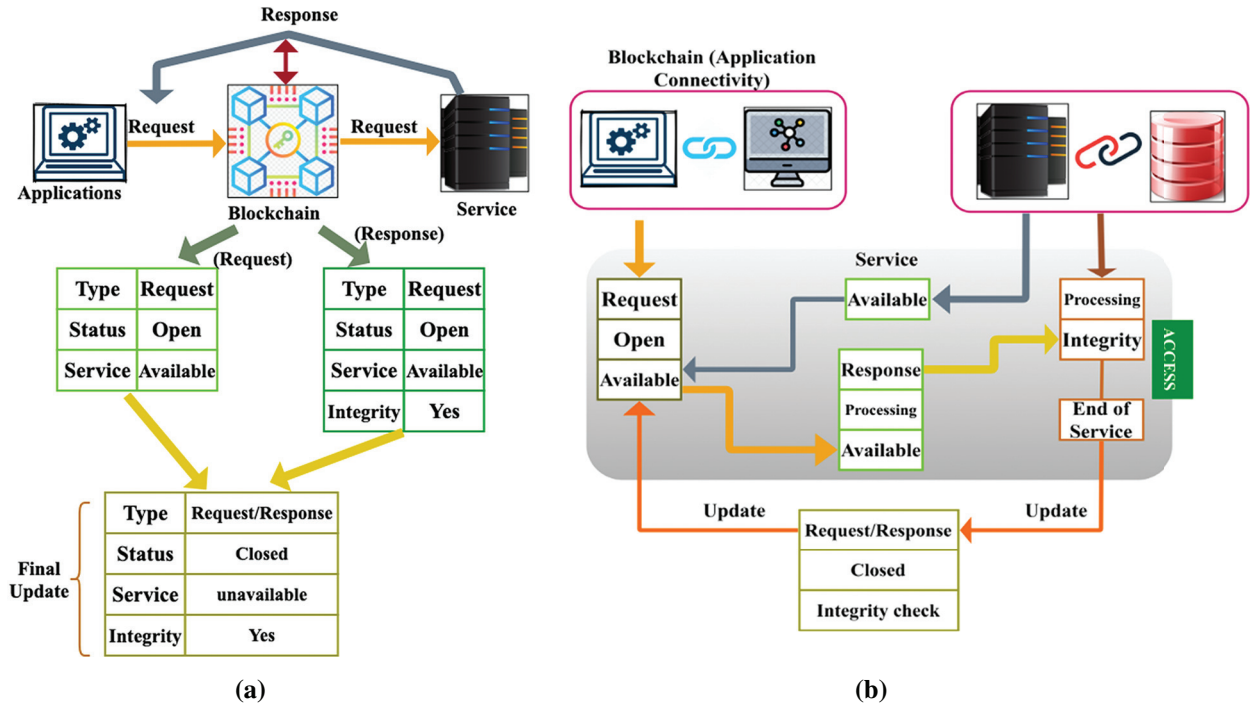 Response
Request
Request
Applications
Blockchain
Service
(Request)
(Response)
Type Request
Status Open
Service Available
Type Request
Status Open
Service Available
Integrity Yes
Final
Update
Type Request/Response
Status Closed
Service unavailable
Integrity Yes
(a)
Blockchain (Application
Connectivity)
Service
Request
Open
Available
Available
Response
Processing
Available
Processing
Integrity
ACCESS
End of
Service
Update
Update
Request/Response
Closed
Integrity check
(b)